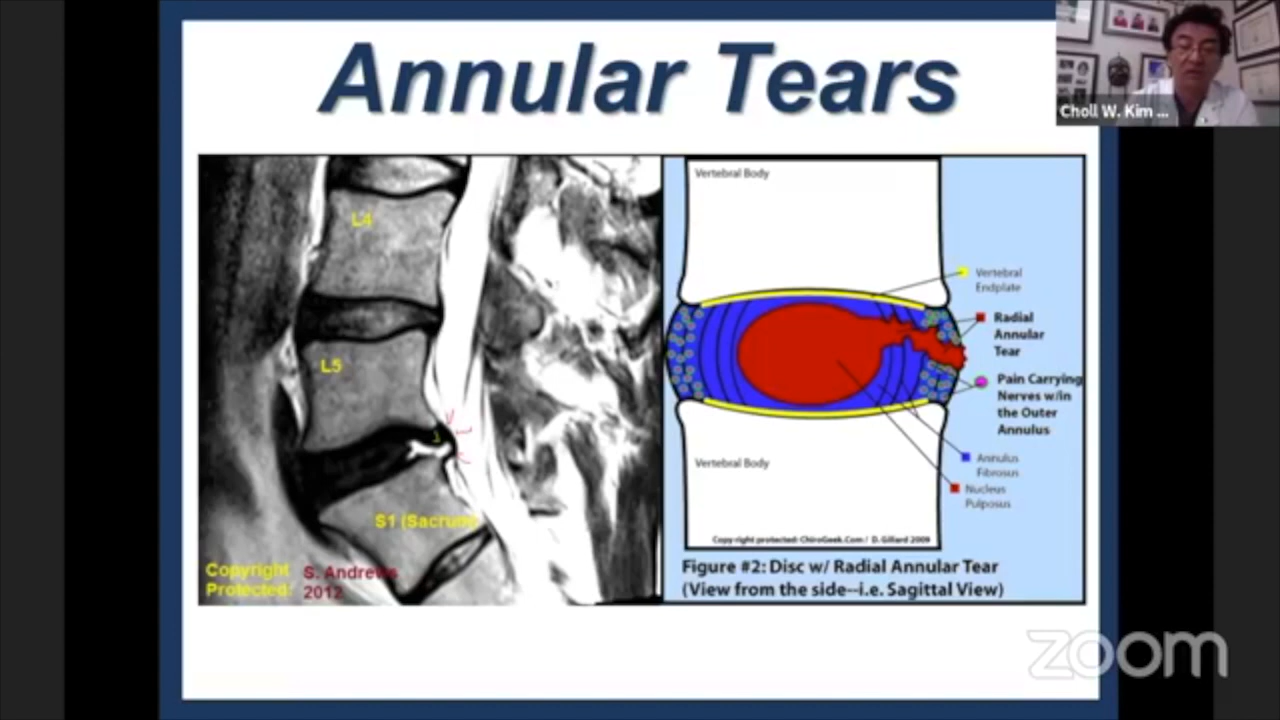 Annular Tears
Choll W. Kim ...
L4
L5
S1 (Sacrum)
Copyright
Protected:
S. Andrews
2012
Vertebral Body
Vertebral
Endplate
Radial
Annular
Tear
Pain Carrying
Nerves w/in
the Outer
Annulus
Annulus
Fibrosus
Nucleus
Pulposus
Vertebral Body
Copy right protected: ChiroGeek.Com / D. Gillard 2009
Figure #2: Disc w/ Radial Annular Tear
(View from the side--i.e. Sagittal View)
zoom